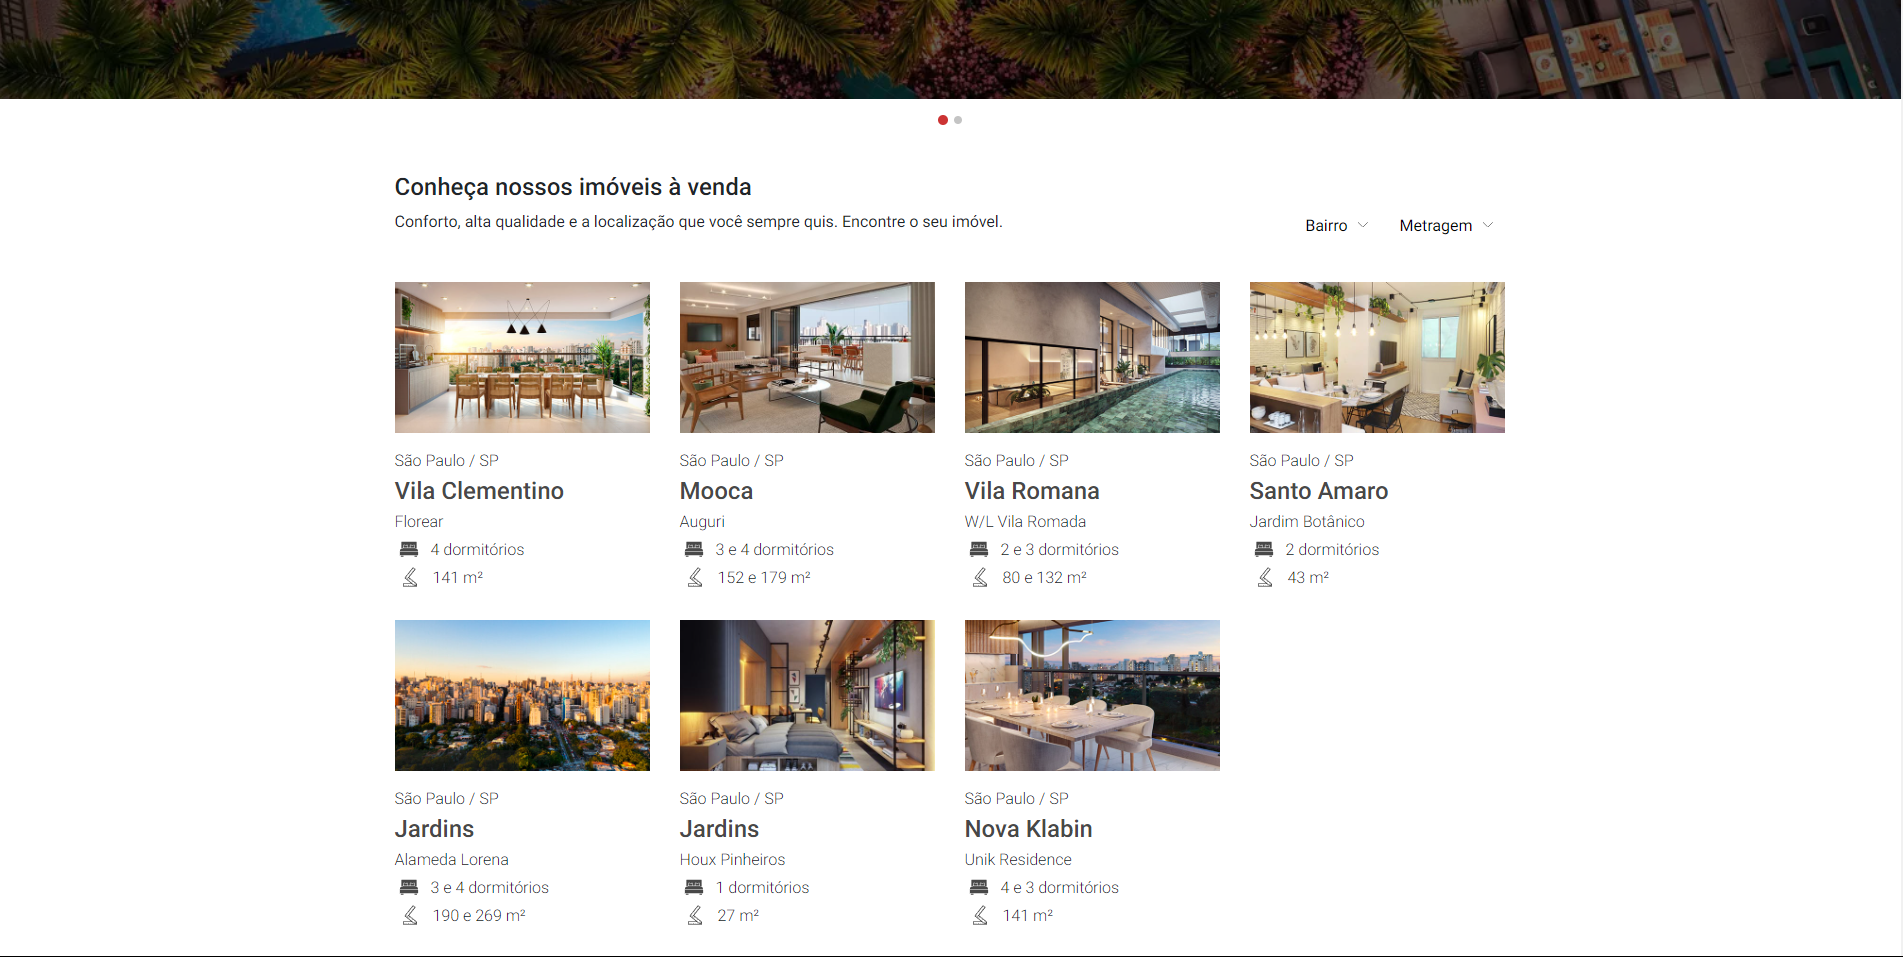 Conheça nossos imóveis à venda
Conforto, alta qualidade e a localização que você sempre quis. Encontre o seu imóvel.
Bairro
Metragem
São Paulo / SP
Vila Clementino
Florear
4 dormitórios
141 m²
São Paulo / SP
Mooca
Auguri
3 e 4 dormitórios
152 e 179 m²
São Paulo / SP
Vila Romana
W/L Vila Romada
2 e 3 dormitórios
80 e 132 m²
São Paulo / SP
Santo Amaro
Jardim Botânico
2 dormitórios
43 m²
São Paulo / SP
Jardins
Alameda Lorena
3 e 4 dormitórios
190 e 269 m²
São Paulo / SP
Jardins
Houx Pinheiros
1 dormitórios
27 m²
São Paulo / SP
Nova Klabin
Unik Residence
4 e 3 dormitórios
141 m²